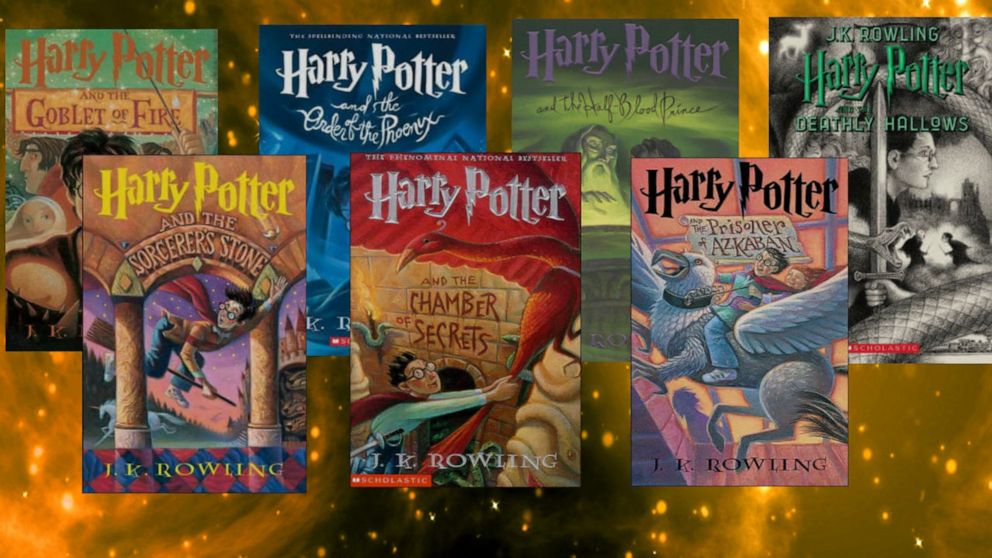 Harry Potter
AND THE
GOBLET OF FIRE
J. K.
THE SPELLBINDING NATIONAL BESTSELLER
Harry Potter
and the
Order of the Phoenix
K. ROW
Harry Potter
and the Half-Blood Prince
RO
J.K. ROWLING
Harry Potter
AND THE
DEATHLY HALLOWS
SCHOLASTIC
Harry Potter
AND THE
SORCERER'S STONE
J. K. ROWLING
THE PHENOMENAL NATIONAL BESTSELLER
Harry Potter
AND THE
CHAMBER
OF SECRETS
J. K. ROWLING
SCHOLASTIC
Harry Potter
AND THE Prisoner
of AZKABAN
J. K. ROWLING